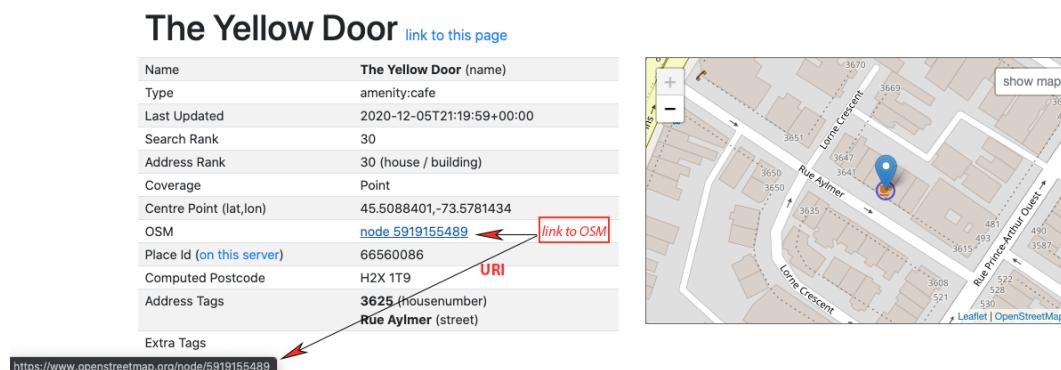 The Yellow Door link to this page
Name The Yellow Door (name)
Type amenity:cafe
Last Updated 2020-12-05T21:19:59+00:00
Search Rank 30
Address Rank 30 (house / building)
Coverage Point
Centre Point (lat,lon) 45.5088401,-73.5781434
OSM node 5919155489
link to OSM
Place Id (on this server) 66560086
URI
Computed Postcode H2X 1T9
Address Tags 3625 (housenumber)
Rue Aylmer (street)
Extra Tags
https://www.openstreetmap.org/node/5919155489
+
−
show map
3670
3669
Lorne Crescent
3651
3647
3641
3650
3650
Rue Aylmer
3635
481
493
3615
490
3587
Rue Prince-Arthur Ouest
Lorne Crescent
3608
521
522
528
530
Leaflet | OpenStreetMap